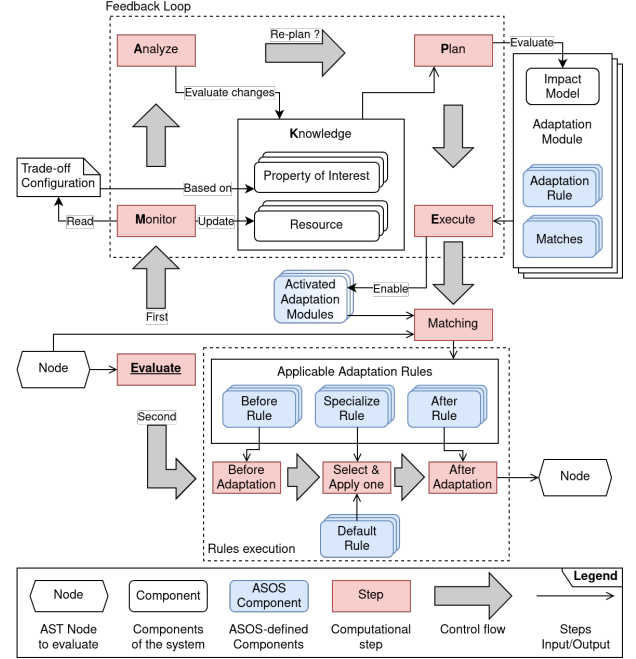 Feedback Loop
Re-plan ?
Analyze
Plan
Evaluate
Impact
Model
Evaluate changes
Adaptation
Module
Knowledge
Trade-off
Configuration
Based on
Property of Interest
Adaptation
Rule
Read
Monitor
Update
Resource
Execute
Matches
Activated
Adaptation
Modules
Enable
First
Matching
Node
Evaluate
Applicable Adaptation Rules
Before
Rule
Specialize
Rule
After
Rule
Second
Before
Adaptation
Select &
Apply one
After
Adaptation
Node
Default
Rule
Rules execution
Legend
Node
Component
ASOS
Component
Step
AST Node
to evaluate
Components
of the system
ASOS-defined
Components
Computational
step
Control flow
Steps
Input/Output